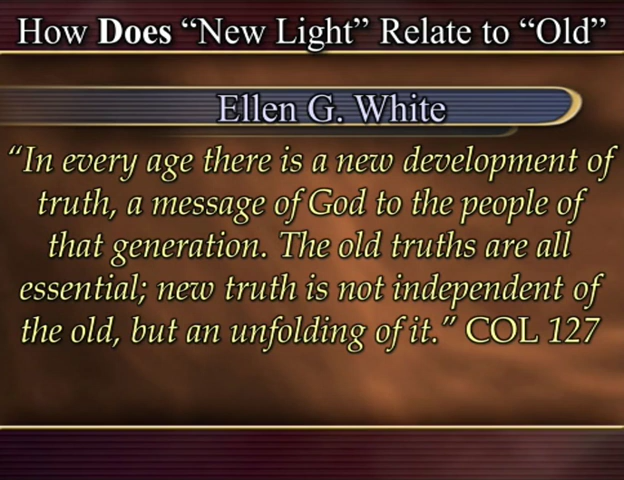 How Does “New Light” Relate to “Old”
Ellen G. White
“In every age there is a new development of
truth, a message of God to the people of
that generation. The old truths are all
essential; new truth is not independent of
the old, but an unfolding of it.” COL 127